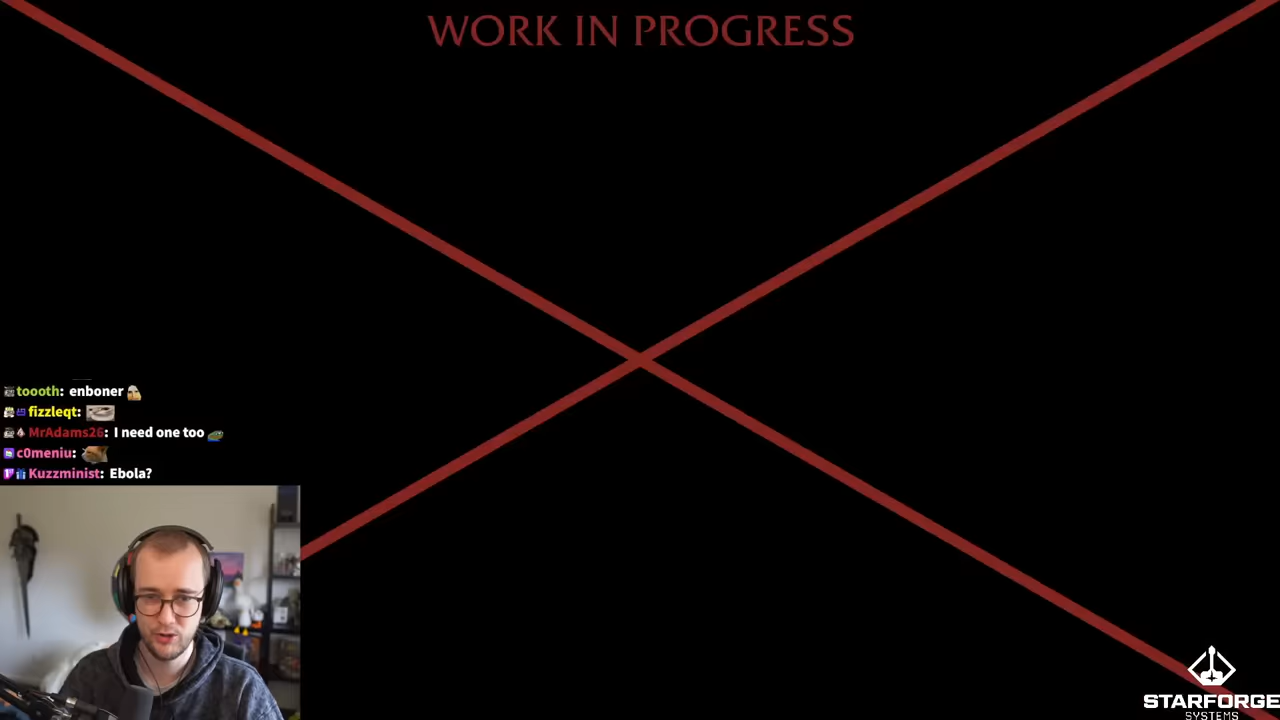 WORK IN PROGRESS
toooth: enboner
fizzleqt:
MrAdams26: I need one too
c0meniu:
Kuzzminist: Ebola?
STARFORGE
SYSTEMS